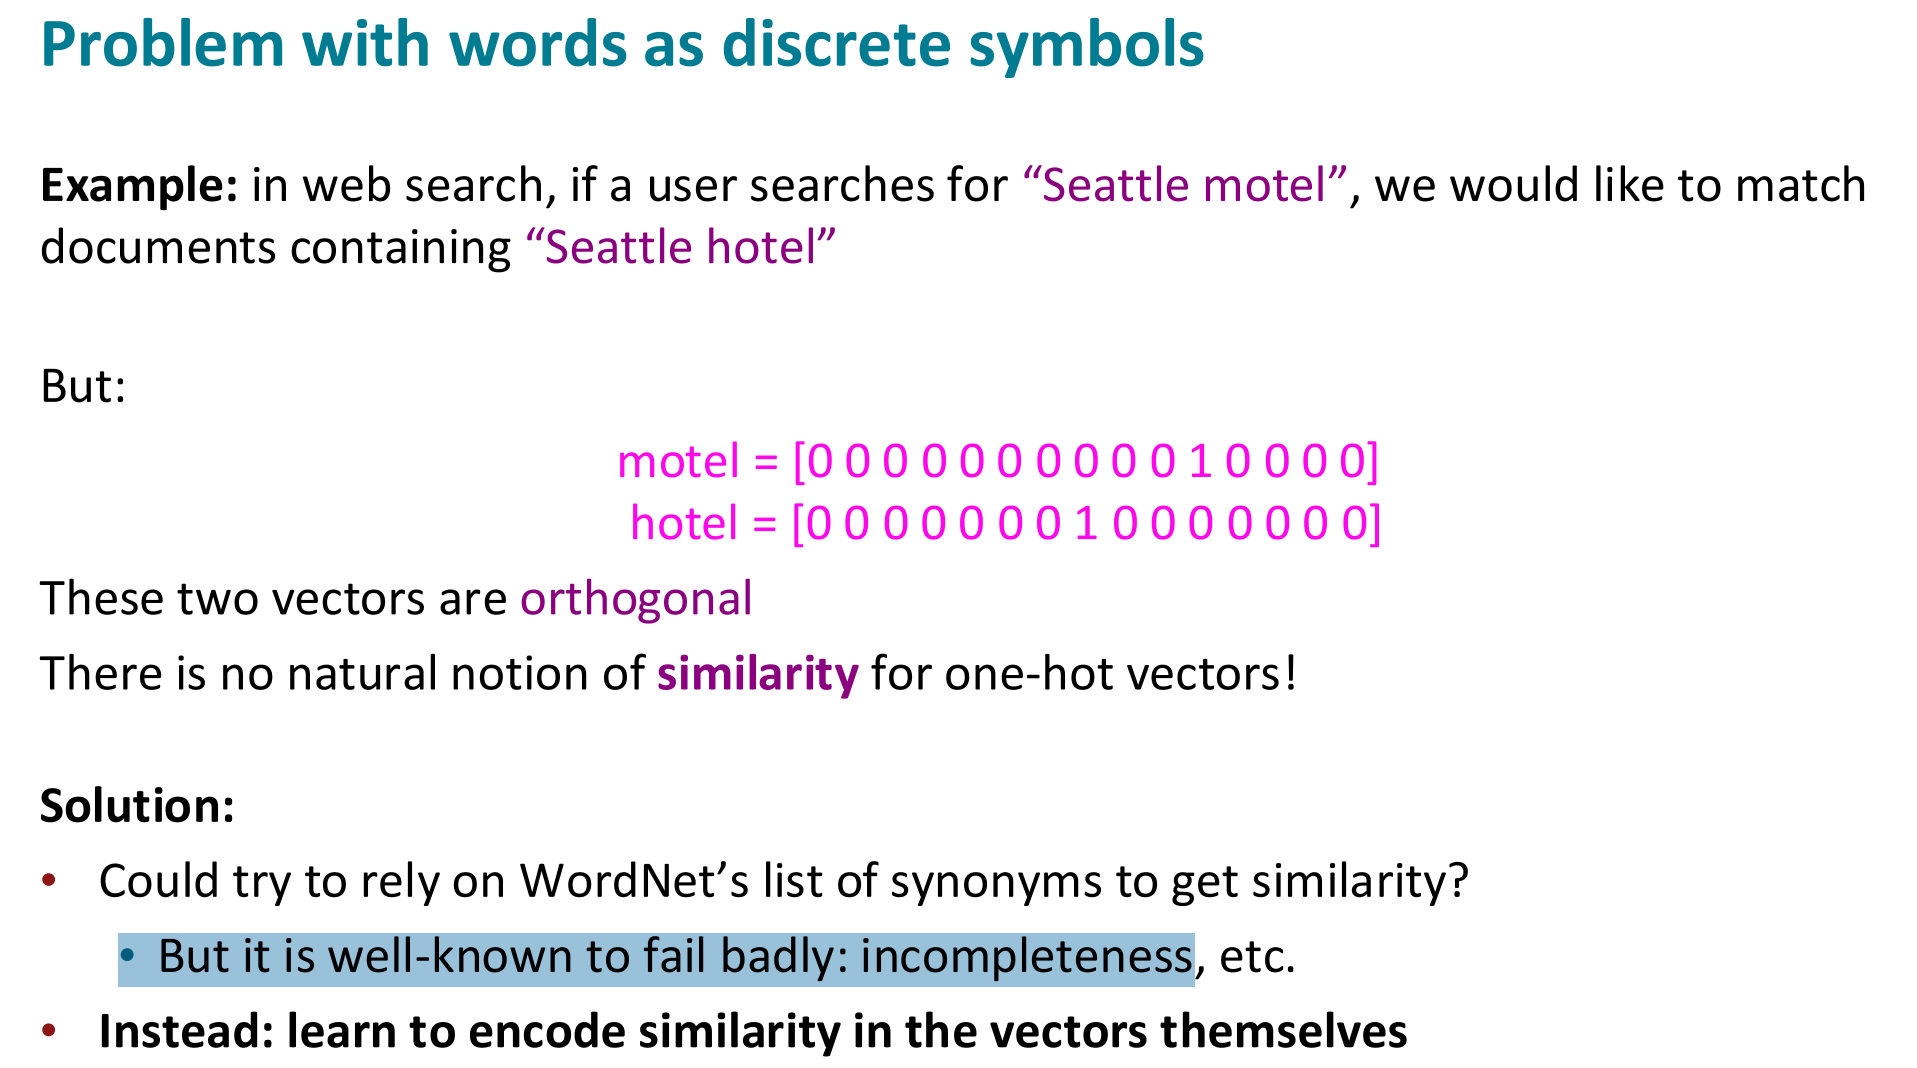 Problem with words as discrete symbols
Example: in web search, if a user searches for “Seattle motel”, we would like to match
documents containing “Seattle hotel”
But:
motel = [0 0 0 0 0 0 0 0 0 0 1 0 0 0 0]
hotel = [0 0 0 0 0 0 0 1 0 0 0 0 0 0 0]
These two vectors are orthogonal
There is no natural notion of similarity for one-hot vectors!
Solution:
• Could try to rely on WordNet’s list of synonyms to get similarity?
• But it is well-known to fail badly: incompleteness, etc.
• Instead: learn to encode similarity in the vectors themselves